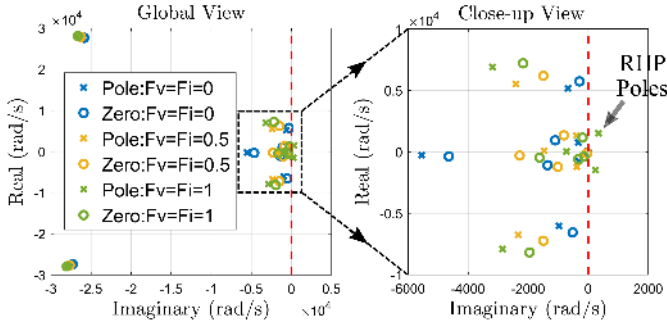 Global View
Close-up View
×10⁴
×10⁴
3
2
1
0
-1
-2
3
Real (rad/s)
Pole:Fv=Fi=0
Zero:Fv=Fi=0
Pole:Fv=Fi=0.5
Zero:Fv=Fi=0.5
Pole:Fv=Fi=1
Zero:Fv=Fi=1
-3 -2.5 -2 -1.5 -1 -0.5 0 0.5
×10⁴
Imaginary (rad/s)
1
0.5
0
-0.5
-1
Real (rad/s)
RHP
Poles
-6000 -4000 -2000 0 2000 4000
Imaginary (rad/s)